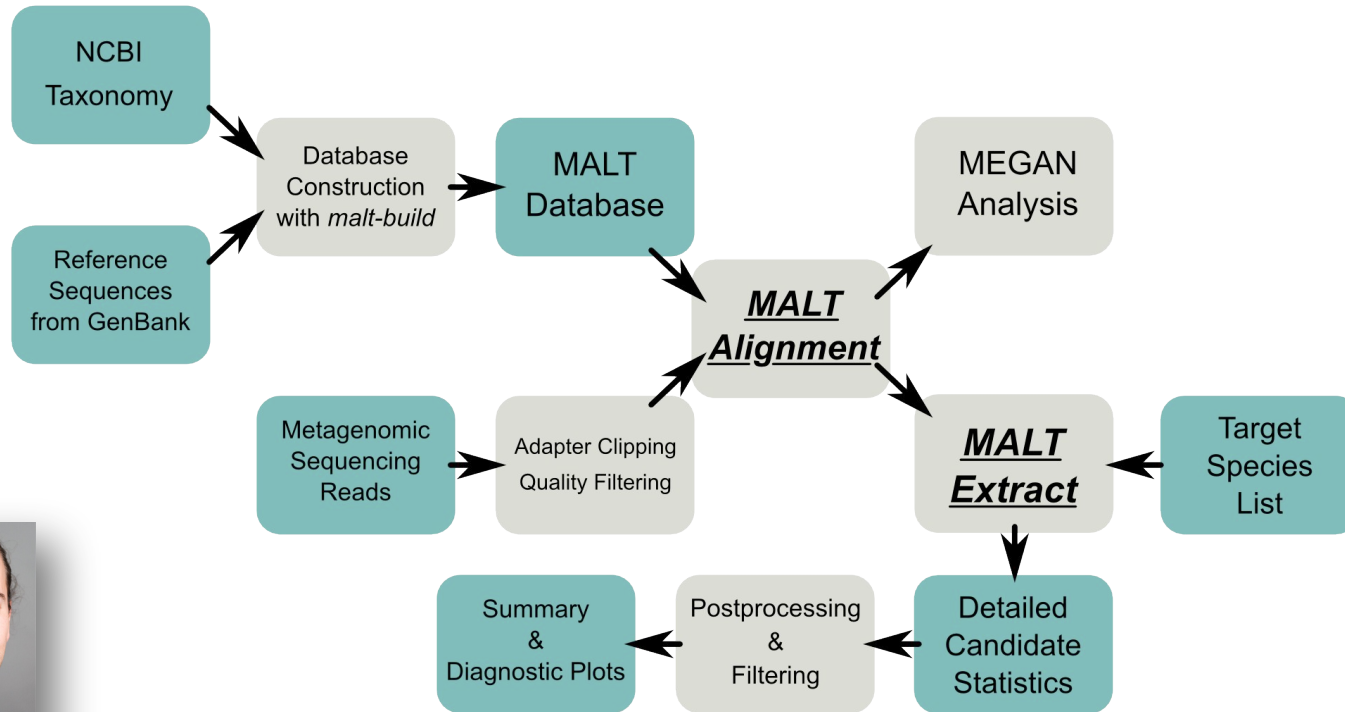 NCBI
Taxonomy
Database
Construction
with malt-build
MALT
Database
MEGAN
Analysis
Reference
Sequences
from GenBank
MALT
Alignment
Metagenomic
Sequencing
Reads
Adapter Clipping
Quality Filtering
MALT
Extract
Target
Species
List
Summary
&
Diagnostic Plots
Postprocessing
&
Filtering
Detailed
Candidate
Statistics